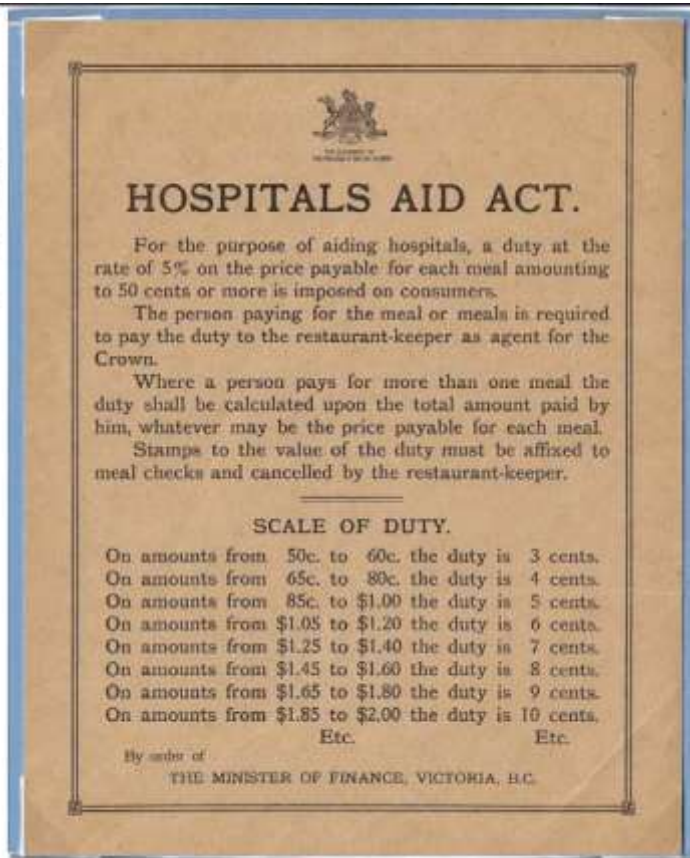 HOSPITALS AID ACT.
For the purpose of aiding hospitals, a duty at the
rate of 5% on the price payable for each meal amounting
to 50 cents or more is imposed on consumers.
The person paying for the meal or meals is required
to pay the duty to the restaurant-keeper as agent for the
Crown.
Where a person pays for more than one meal the
duty shall be calculated upon the total amount paid by
him, whatever may be the price payable for each meal.
Stamps to the value of the duty must be affixed to
meal checks and cancelled by the restaurant-keeper.
SCALE OF DUTY.
On amounts from 50c. to 60c. the duty is 3 cents.
On amounts from 65c. to 80c. the duty is 4 cents.
On amounts from 85c. to $1.00 the duty is 5 cents.
On amounts from $1.05 to $1.20 the duty is 6 cents.
On amounts from $1.25 to $1.40 the duty is 7 cents.
On amounts from $1.45 to $1.60 the duty is 8 cents.
On amounts from $1.65 to $1.80 the duty is 9 cents.
On amounts from $1.85 to $2.00 the duty is 10 cents.
Etc. Etc.
By order of
THE MINISTER OF FINANCE, VICTORIA, B.C.